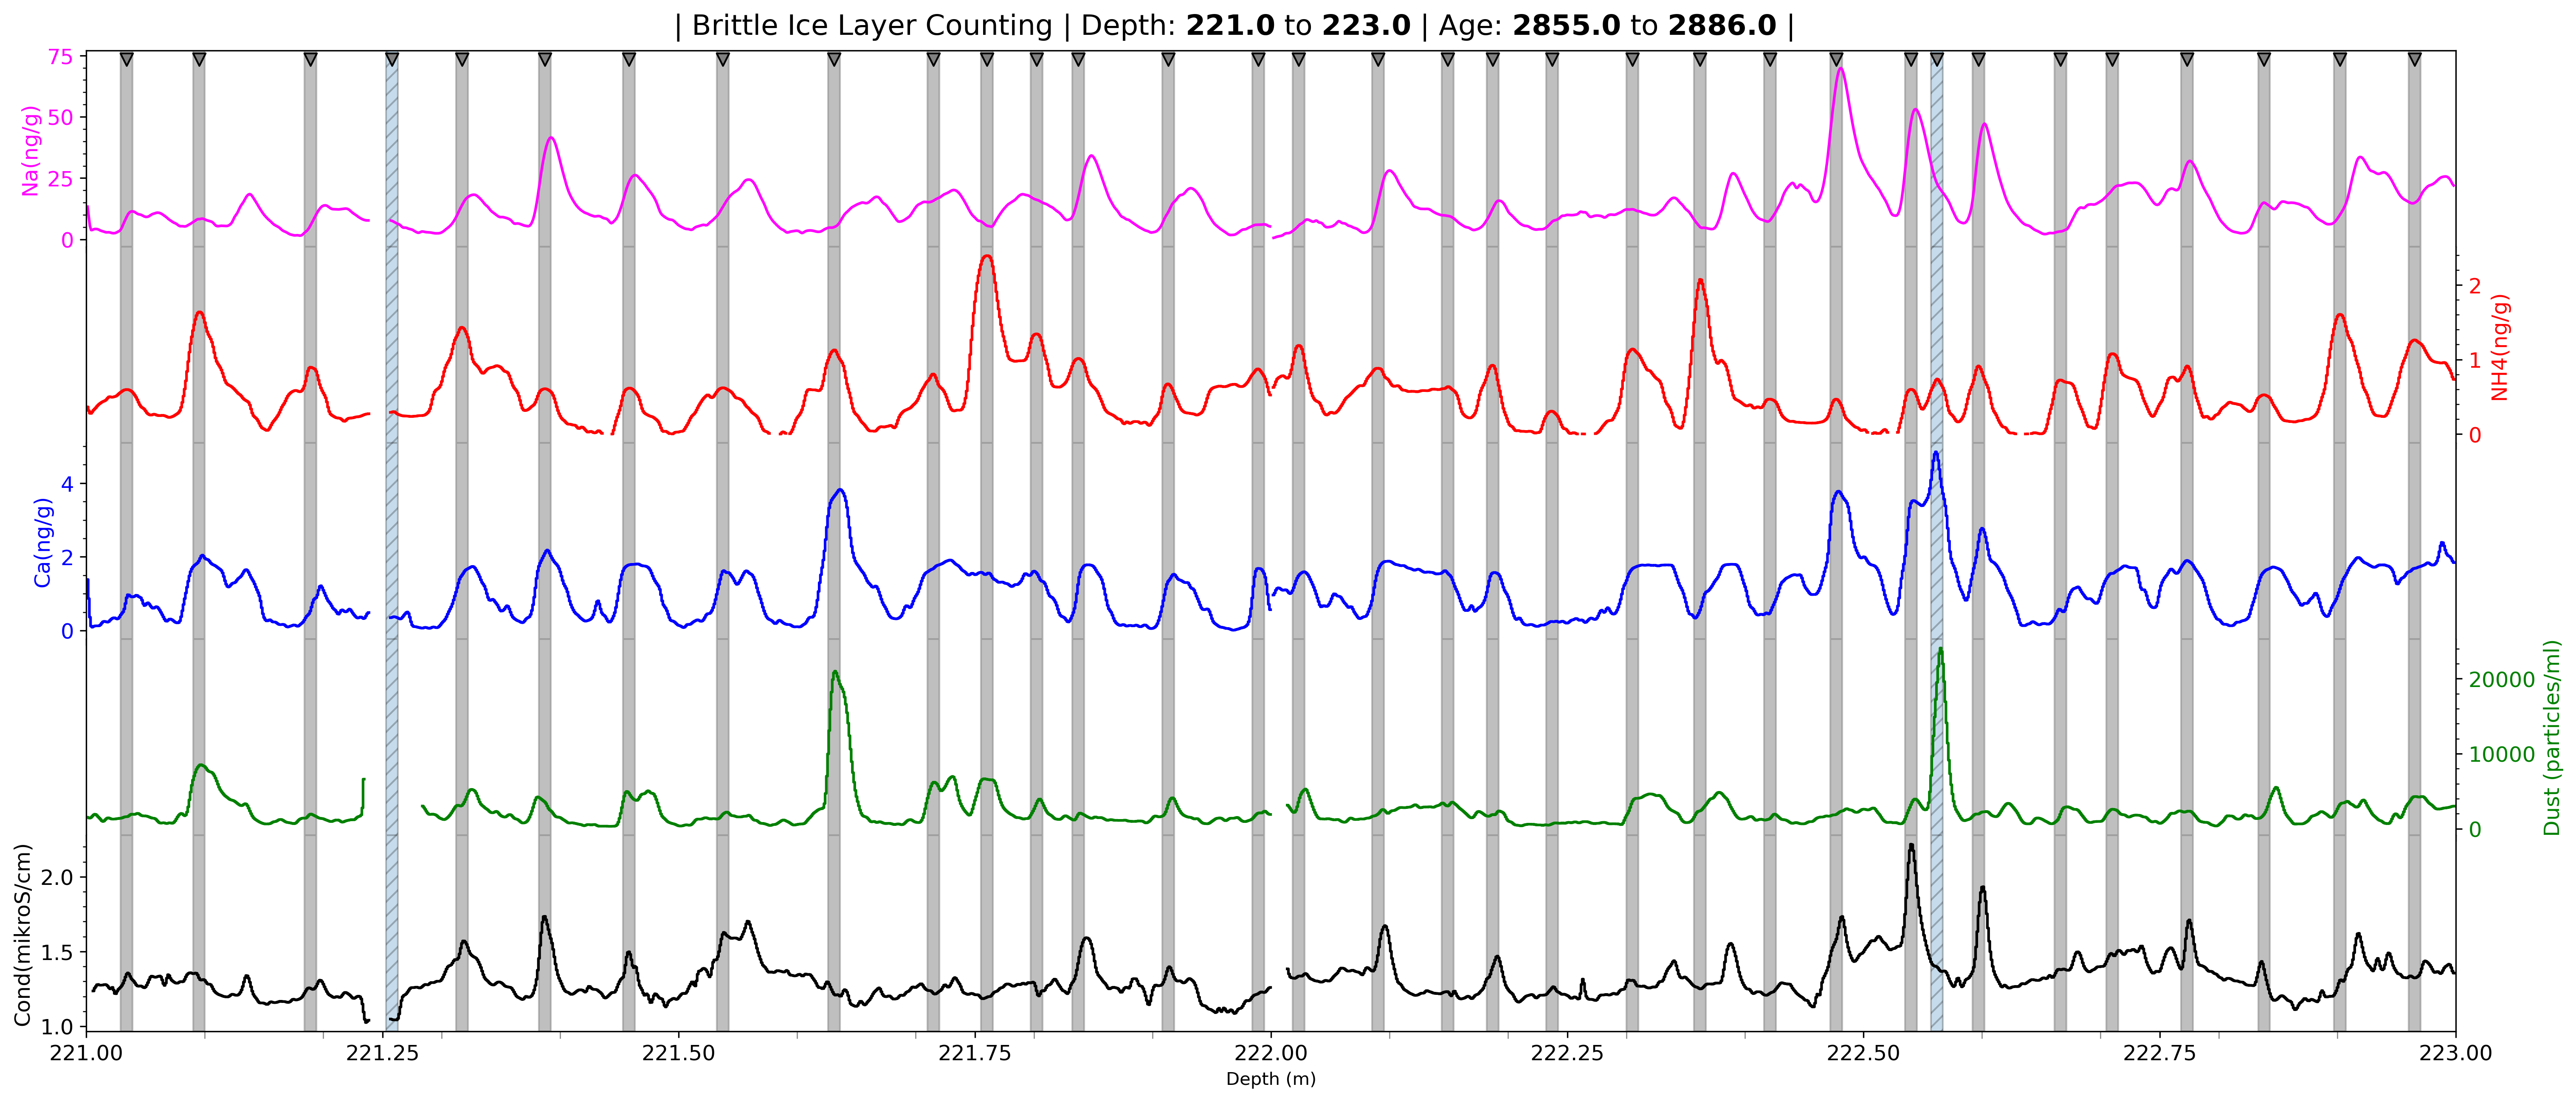 | Brittle Ice Layer Counting | Depth: 221.0 to 223.0 | Age: 2855.0 to 2886.0 |
75
50
25
0
Na(ng/g)
2
1
0
NH4(ng/g)
4
2
0
Ca(ng/g)
20000
10000
0
Dust (particles/ml)
2.0
1.5
1.0
Cond(mikroS/cm)
221.00 221.25 221.50 221.75 222.00 222.25 222.50 222.75 223.00
Depth (m)